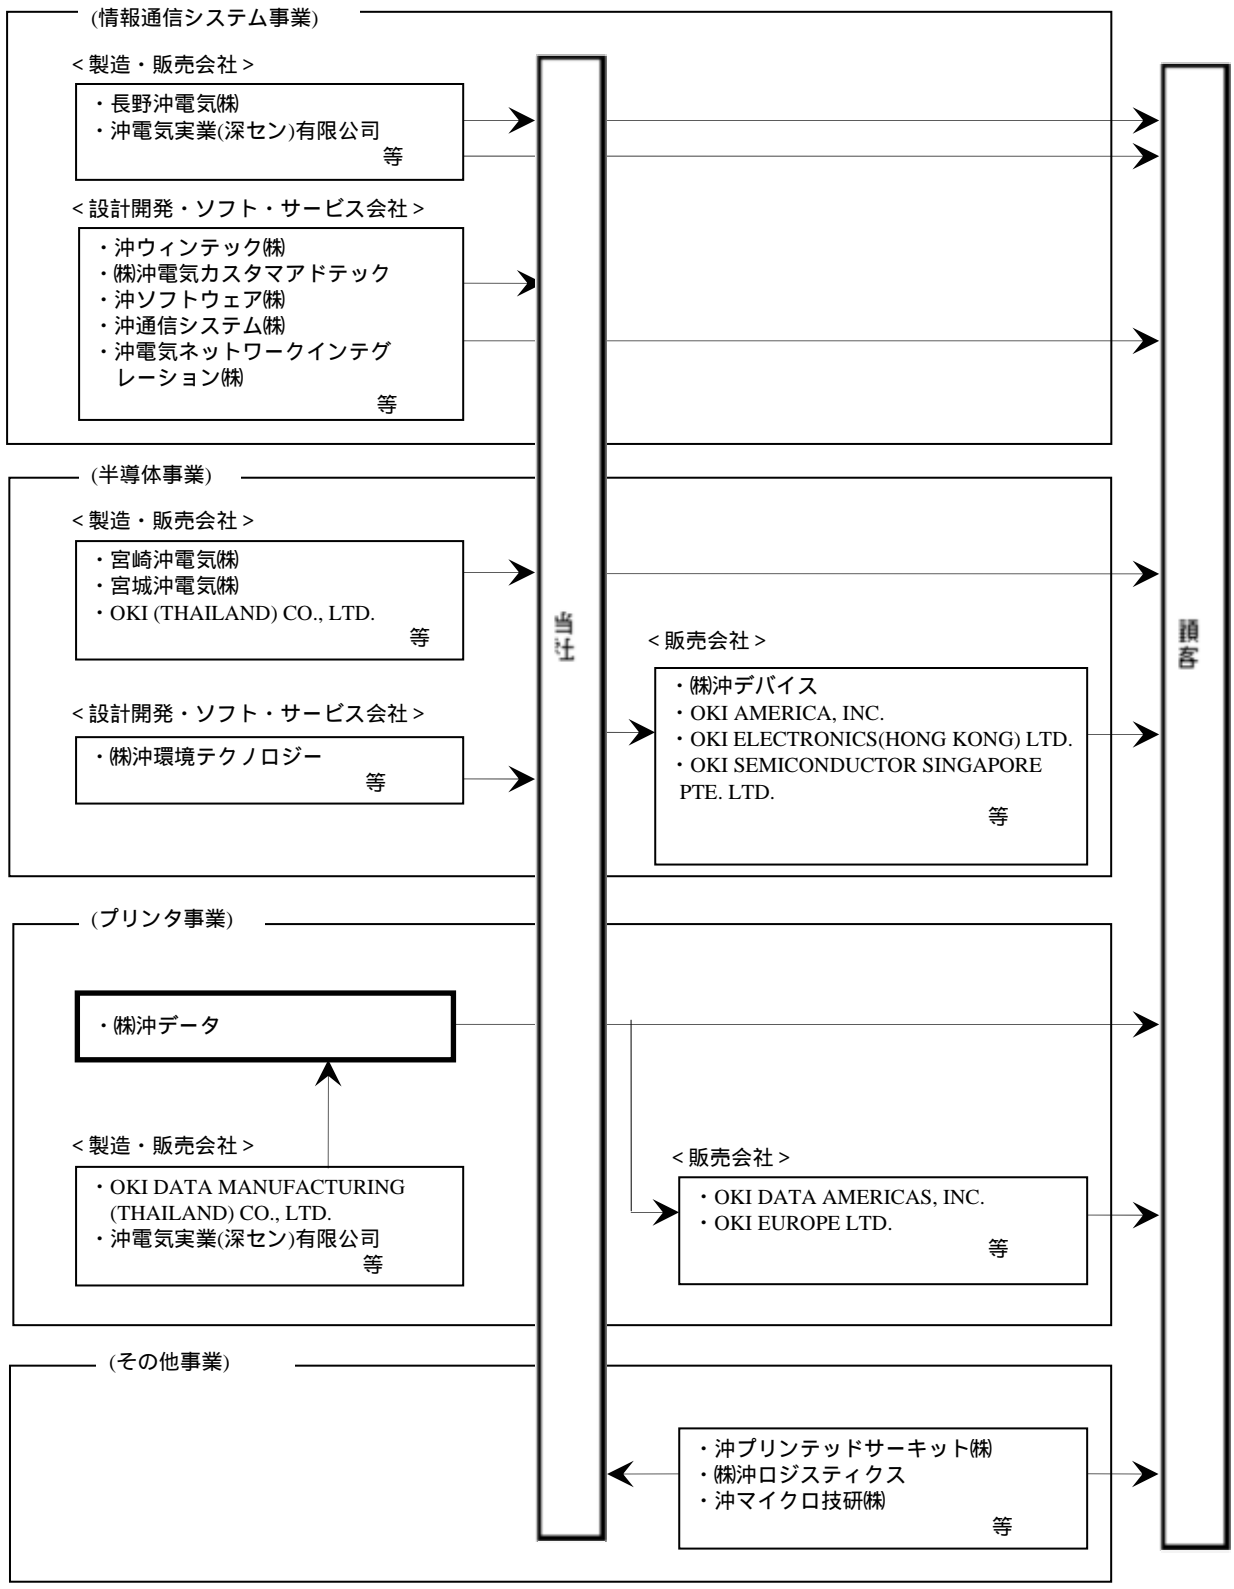 (情報通信システム事業)
<製造・販売会社>
・長野沖電気㈱
・沖電気実業(深セン)有限公司
等
<設計開発・ソフト・サービス会社>
・沖ウィンテック㈱
・㈱沖電気カスタマアドテック
・沖ソフトウェア㈱
・沖通信システム㈱
・沖電気ネットワークインテグ
レーション㈱
等
(半導体事業)
<製造・販売会社>
・宮崎沖電気㈱
・宮城沖電気㈱
・OKI (THAILAND) CO., LTD.
等
<設計開発・ソフト・サービス会社>
・㈱沖環境テクノロジー
等
当社
<販売会社>
・㈱沖デバイス
・OKI AMERICA, INC.
・OKI ELECTRONICS(HONG KONG) LTD.
・OKI SEMICONDUCTOR SINGAPORE
PTE. LTD.
等
顧客
(プリンタ事業)
・㈱沖データ
<製造・販売会社>
・OKI DATA MANUFACTURING
(THAILAND) CO., LTD.
・沖電気実業(深セン)有限公司
等
<販売会社>
・OKI DATA AMERICAS, INC.
・OKI EUROPE LTD.
等
(その他事業)
・沖プリンテッドサーキット㈱
・㈱沖ロジスティクス
・沖マイクロ技研㈱
等